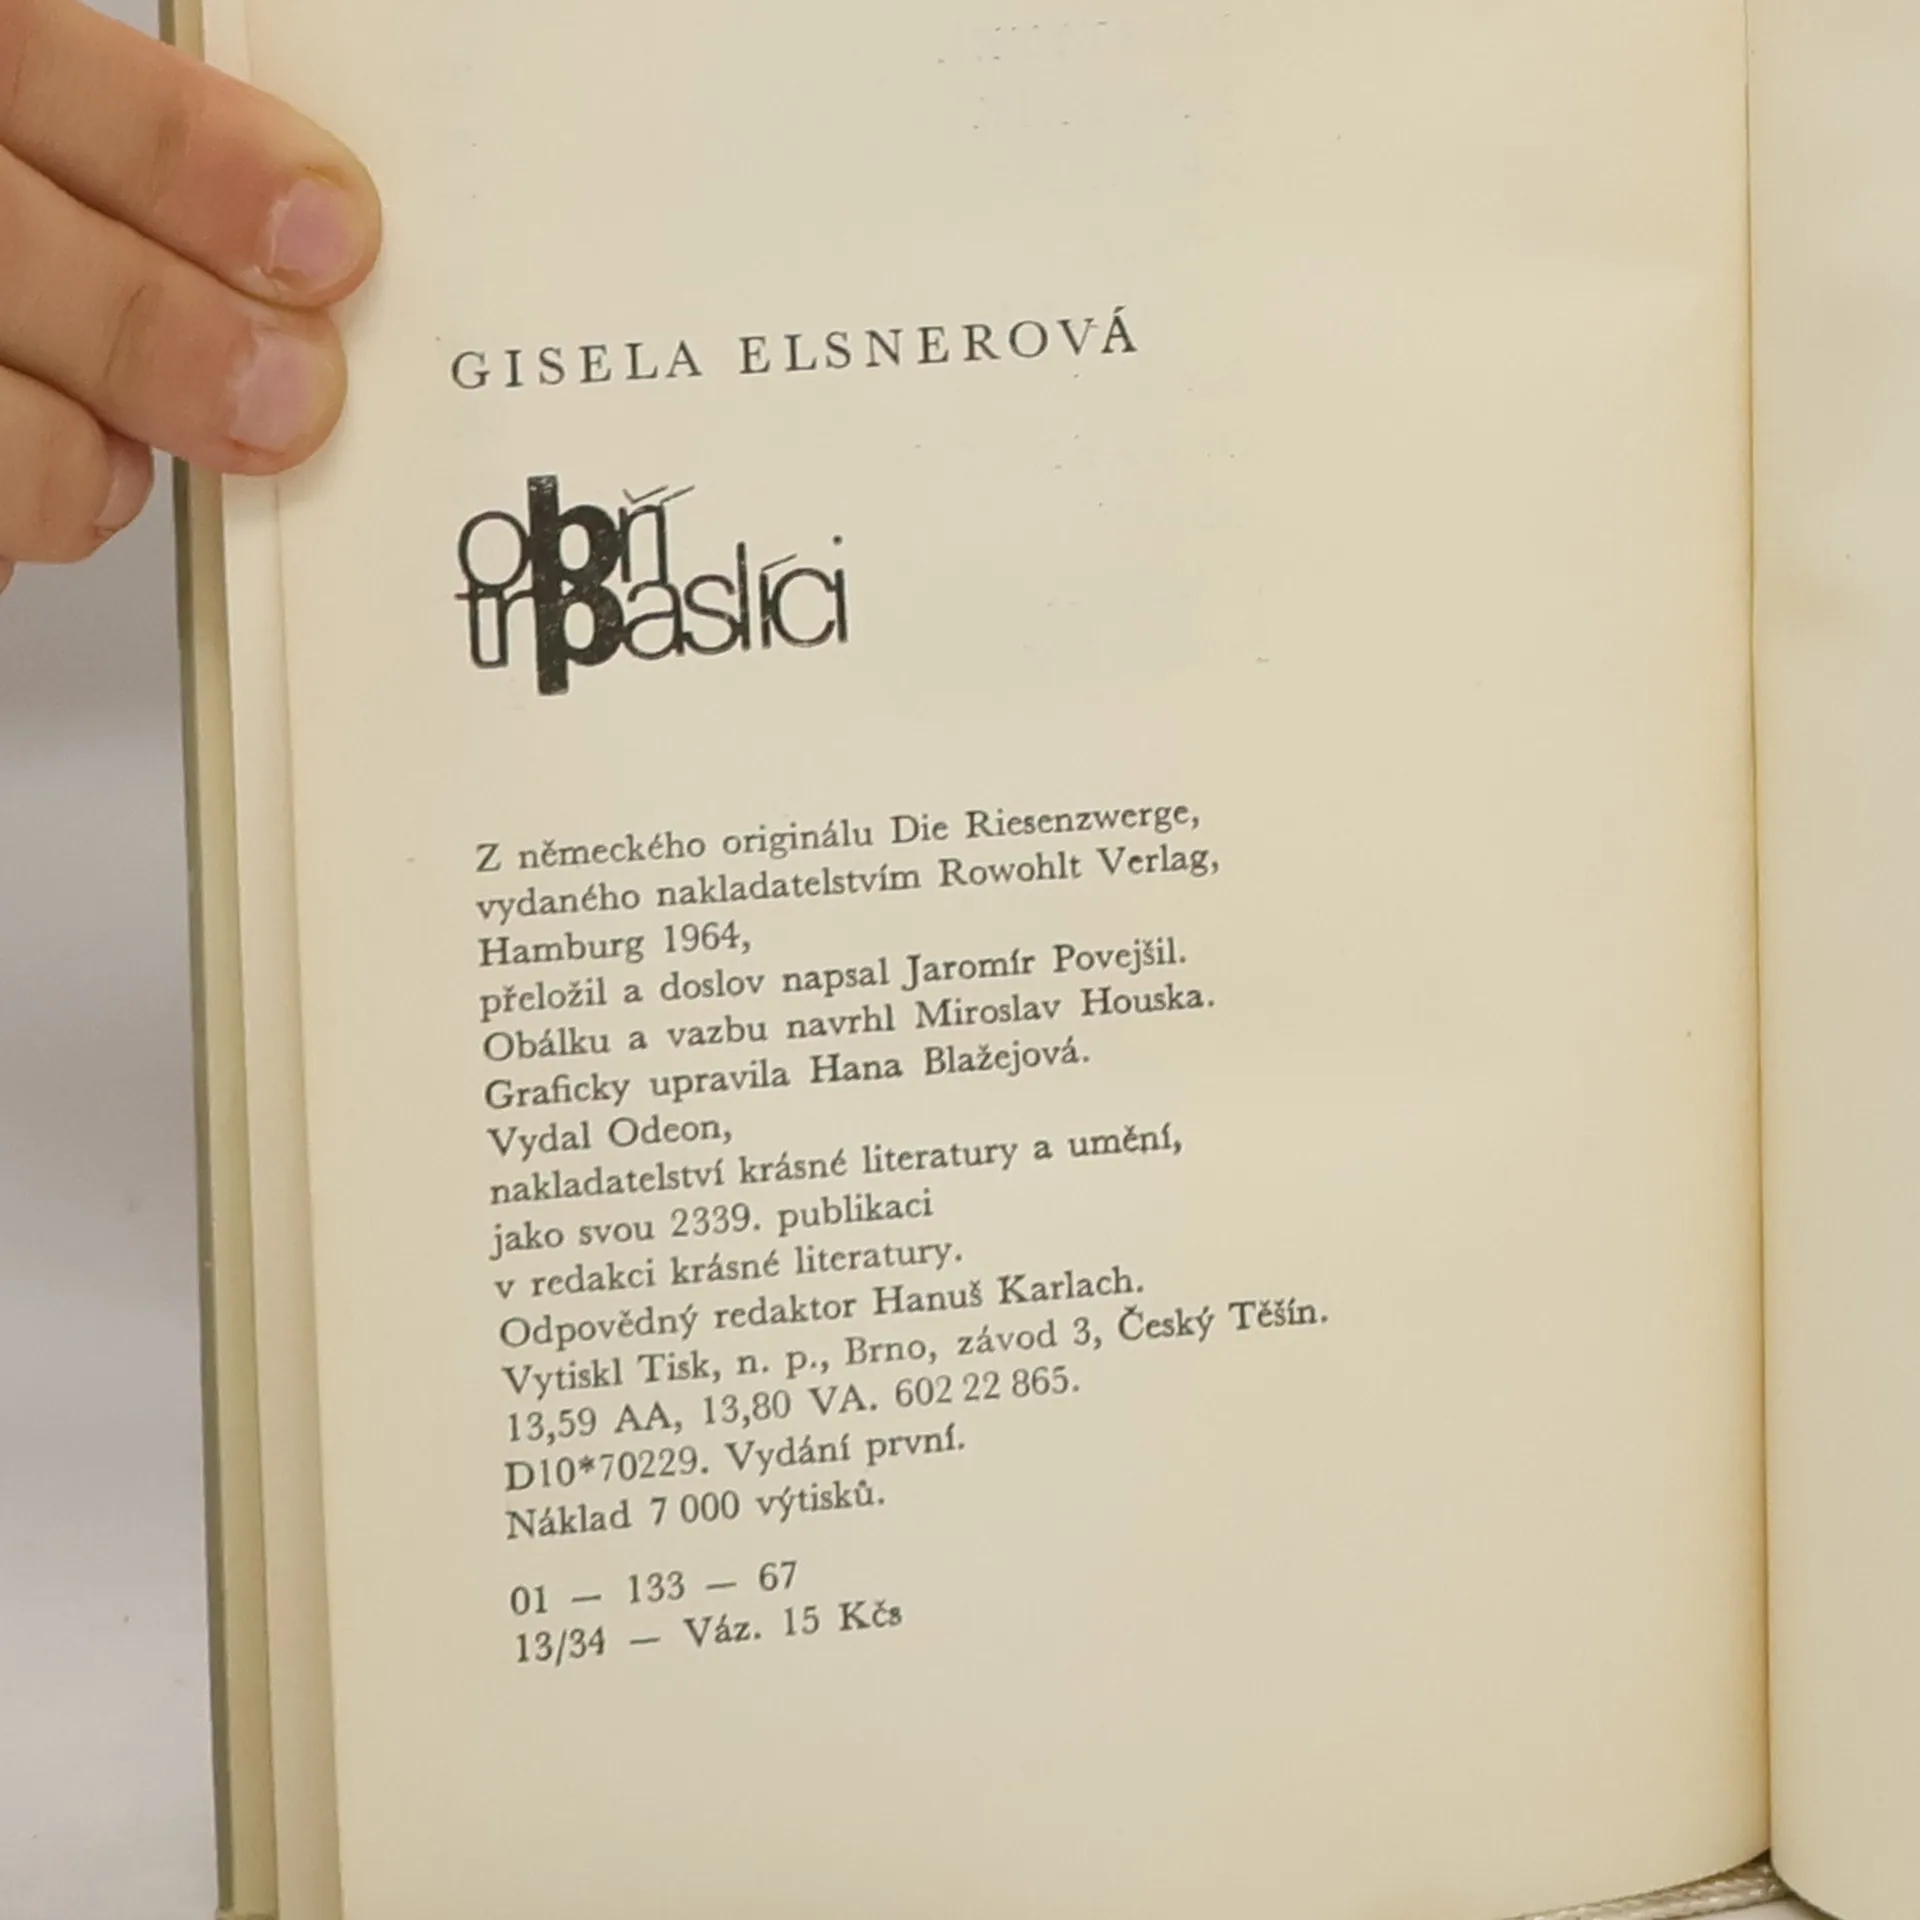 GISELA ELSNEROVÁ
obří
trpaslíci
Z německého originálu Die Riesenzwerge,
vydaného nakladatelstvím Rowohlt Verlag,
Hamburg 1964,
přeložil a doslov napsal Jaromír Povejšil.
Obálku a vazbu navrhl Miroslav Houska.
Graficky upravila Hana Blažejová.
Vydal Odeon,
nakladatelství krásné literatury a umění,
jako svou 2339. publikaci
v redakci krásné literatury.
Odpovědný redaktor Hanuš Karlach.
Vytiskl Tisk, n. p., Brno, závod 3, Český Těšín.
13,59 AA, 13,80 VA. 602 22 865.
D10*70229. Vydání první.
Náklad 7 000 výtisků.
01 — 133 — 67
13/34 — Váz. 15 Kčs